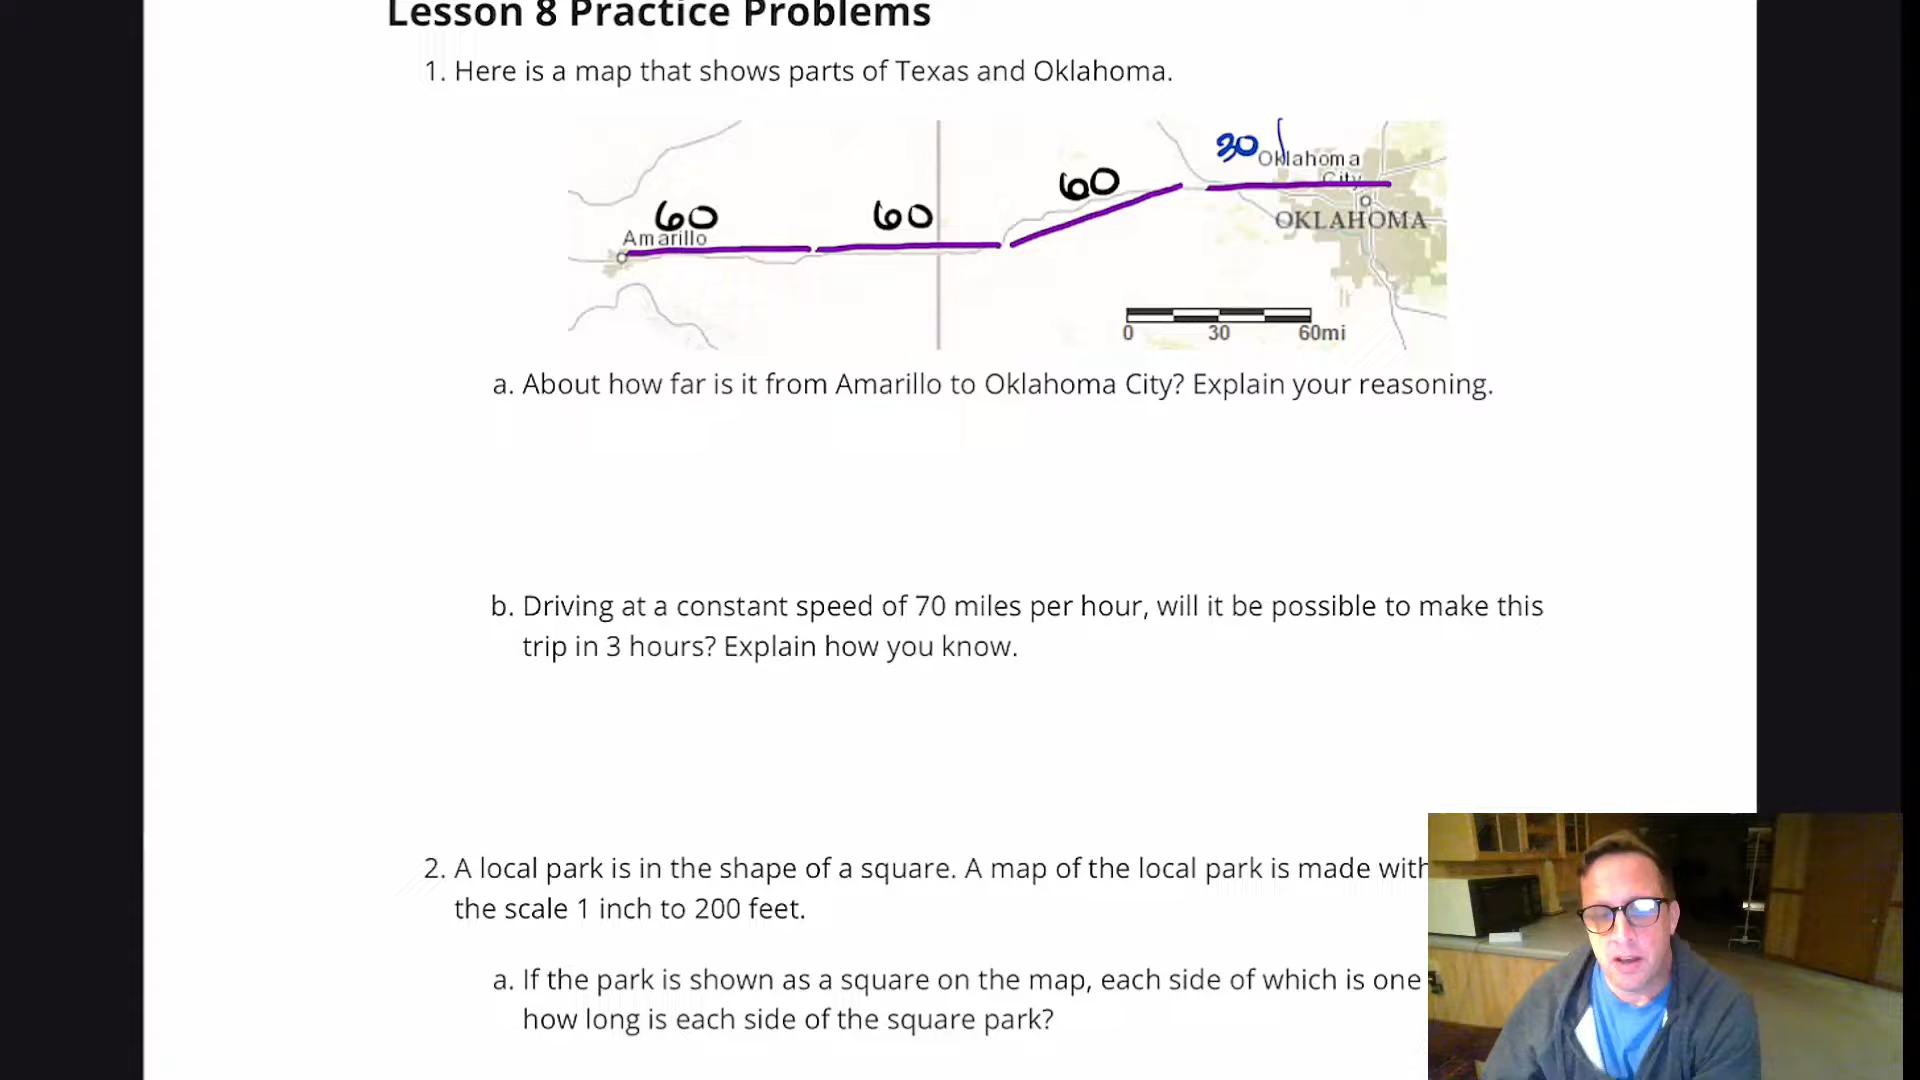 Lesson 8 Practice Problems
1. Here is a map that shows parts of Texas and Oklahoma.
30
Oklahoma
City
60
60
60
Amarillo
OKLAHOMA
0 30 60mi
a. About how far is it from Amarillo to Oklahoma City? Explain your reasoning.
b. Driving at a constant speed of 70 miles per hour, will it be possible to make this
trip in 3 hours? Explain how you know.
2. A local park is in the shape of a square. A map of the local park is made with
the scale 1 inch to 200 feet.
a. If the park is shown as a square on the map, each side of which is one
how long is each side of the square park?